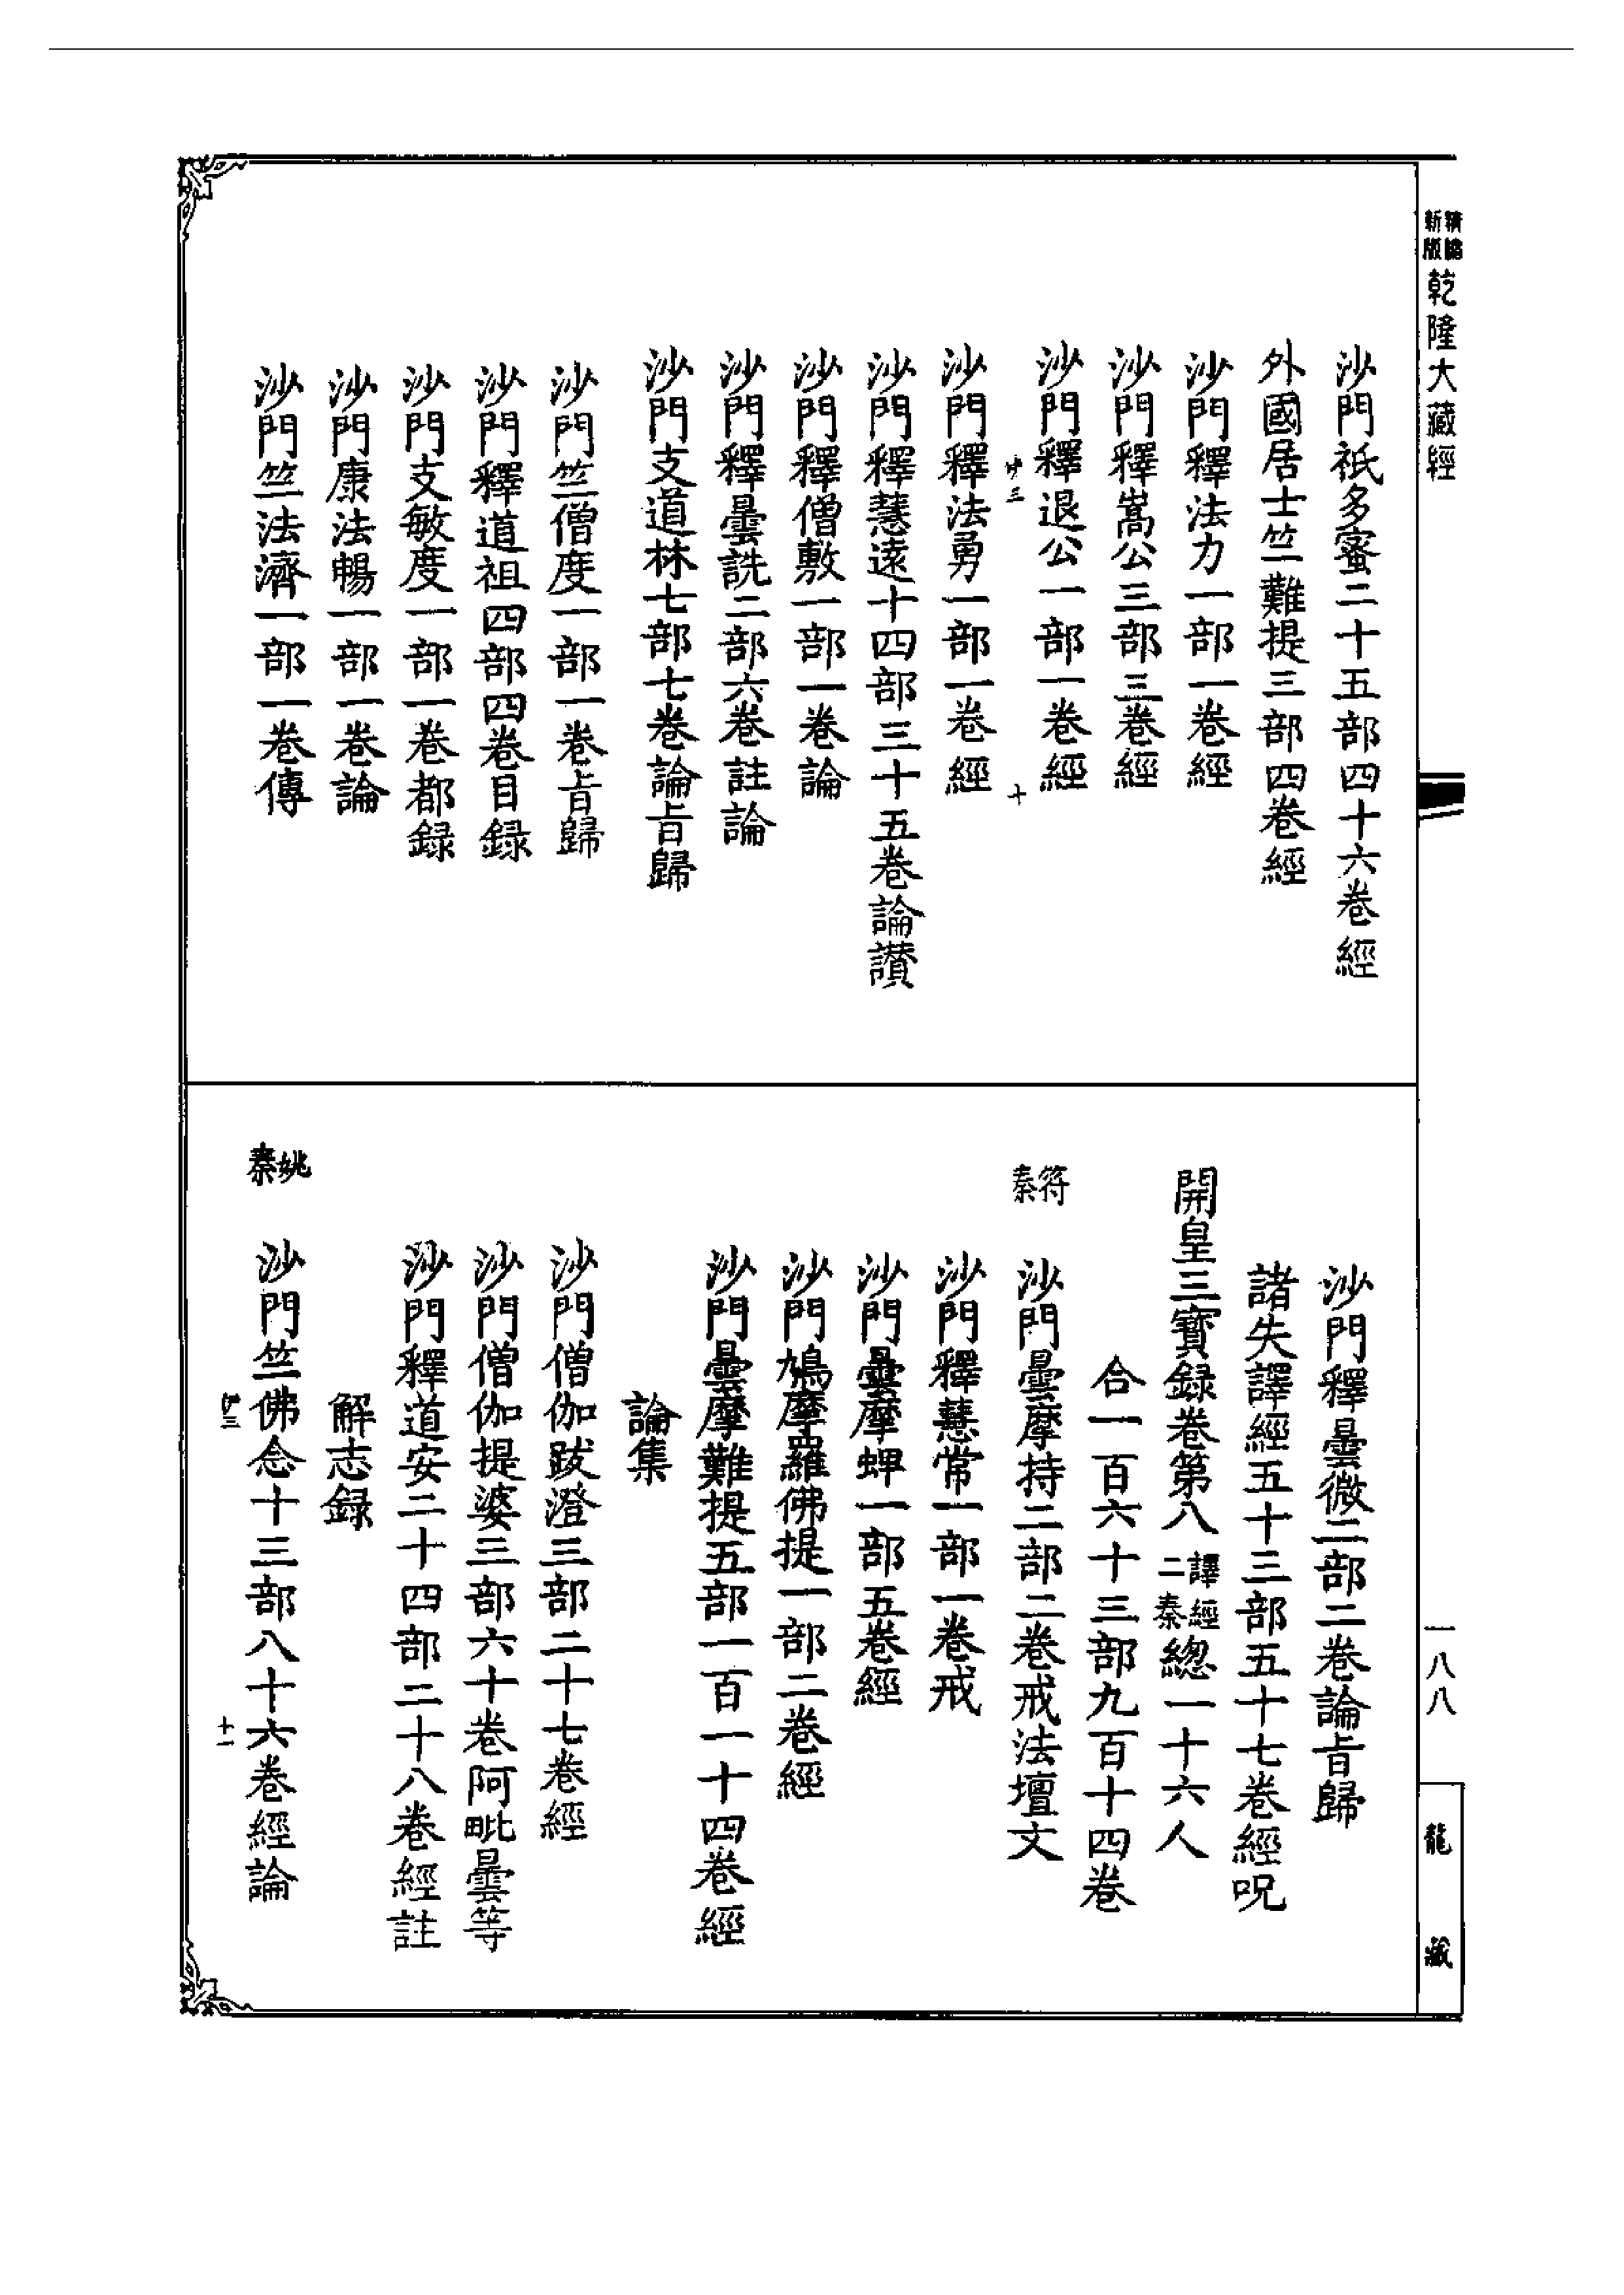 精縮
新版
乾隆大藏經
沙門祇多蜜二十五部四十六卷經
外國居士竺難提三部四卷經
沙門釋法力一部一卷經
沙門釋嵩公三部三卷經
沙門釋退公一部一卷經
十
沙門釋法勇一部一卷經
沙門釋慧遠十四部三十五卷論讃
沙門釋僧敷一部一卷論
沙門釋曇詵二部六卷註論
沙門支道林七部七卷論旨歸
沙門竺僧度一部一卷旨歸
沙門釋道祖四部四卷目録
沙門支敏度一部一卷都録
沙門康法暢一部一卷論
沙門竺法濟一部一卷傳
沙門釋曇微二部二卷論旨歸
諸失譯經五十三部五十七卷經呪
開皇三寶録卷第八譯經二秦總一十六人
合一百六十三部九百十四卷
符秦 沙門曇摩持二部二卷戒法壇文
沙門釋慧常一部一卷戒
沙門曇摩蜱一部五卷經
沙門鳩摩羅佛提一部二卷經
沙門曇摩難提五部一百一十四卷經
論集
沙門僧伽跋澄三部二十七卷經
沙門僧伽提婆三部六十卷阿毗曇等
沙門釋道安二十四部二十八卷經註
解志録
姚秦 沙門竺佛念十三部八十六卷經論
十一
一八八
龍藏